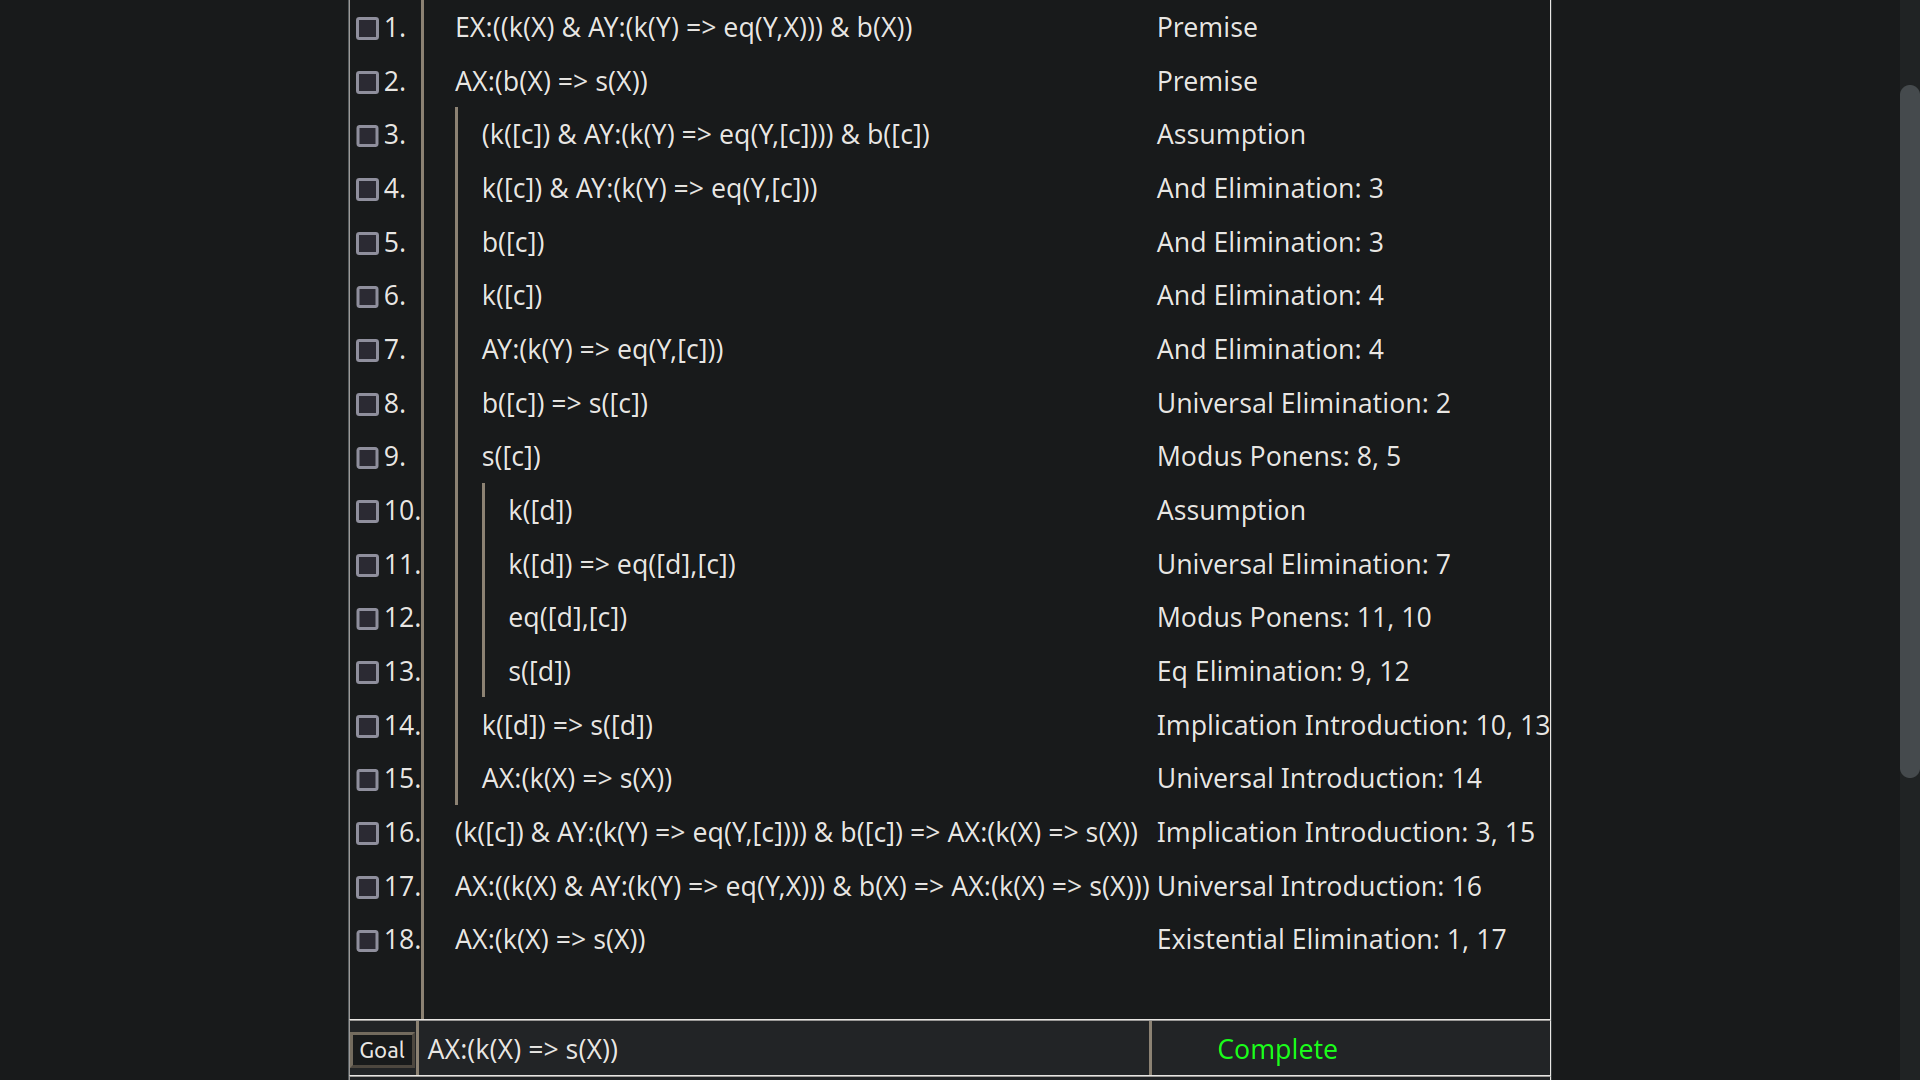 1. EX:((k(X) & AY:(k(Y) => eq(Y,X))) & b(X)) Premise
2. AX:(b(X) => s(X)) Premise
3. (k([c]) & AY:(k(Y) => eq(Y,[c]))) & b([c]) Assumption
4. k([c]) & AY:(k(Y) => eq(Y,[c])) And Elimination: 3
5. b([c]) And Elimination: 3
6. k([c]) And Elimination: 4
7. AY:(k(Y) => eq(Y,[c])) And Elimination: 4
8. b([c]) => s([c]) Universal Elimination: 2
9. s([c]) Modus Ponens: 8, 5
10. k([d]) Assumption
11. k([d]) => eq([d],[c]) Universal Elimination: 7
12. eq([d],[c]) Modus Ponens: 11, 10
13. s([d]) Eq Elimination: 9, 12
14. k([d]) => s([d]) Implication Introduction: 10, 13
15. AX:(k(X) => s(X)) Universal Introduction: 14
16. (k([c]) & AY:(k(Y) => eq(Y,[c]))) & b([c]) => AX:(k(X) => s(X)) Implication Introduction: 3, 15
17. AX:((k(X) & AY:(k(Y) => eq(Y,X))) & b(X) => AX:(k(X) => s(X))) Universal Introduction: 16
18. AX:(k(X) => s(X)) Existential Elimination: 1, 17
Goal AX:(k(X) => s(X)) Complete